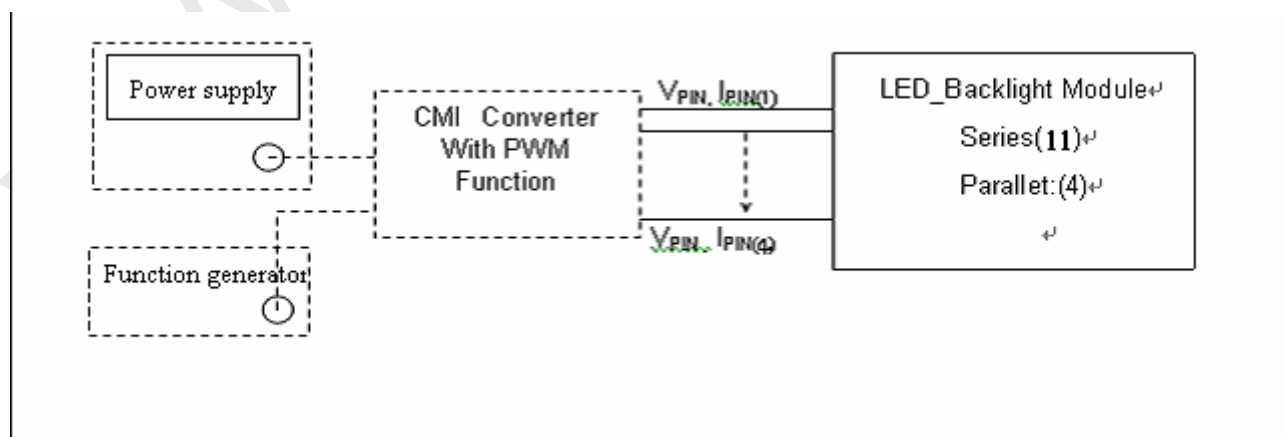 Power supply
CMI Converter
With PWM
Function
Function generator
VPIN, IPIN(1)
VPIN, IPIN(4)
LED_Backlight Module↵
Series(11)↵
Parallet:(4)↵
↵